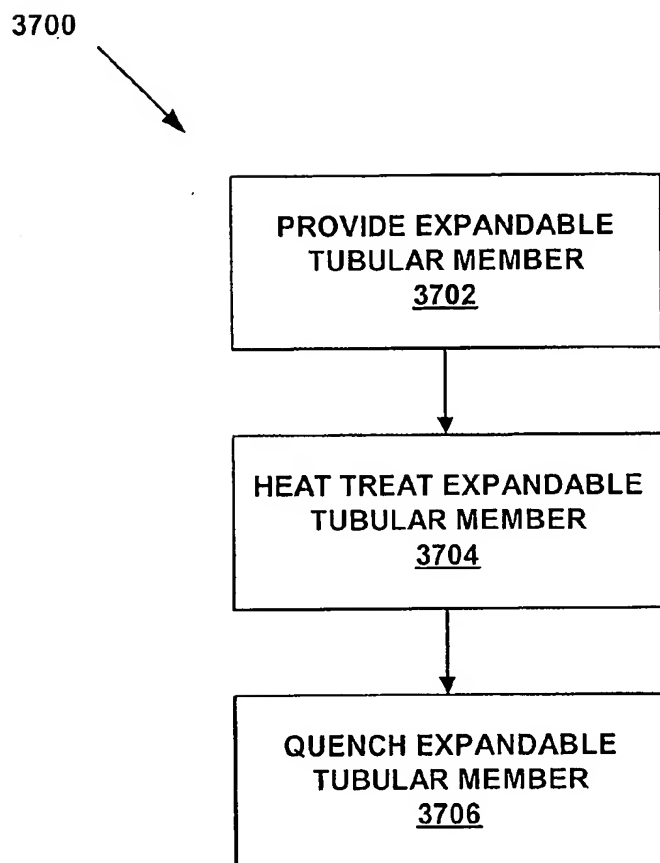 3700
PROVIDE EXPANDABLE
TUBULAR MEMBER
3702
HEAT TREAT EXPANDABLE
TUBULAR MEMBER
3704
QUENCH EXPANDABLE
TUBULAR MEMBER
3706